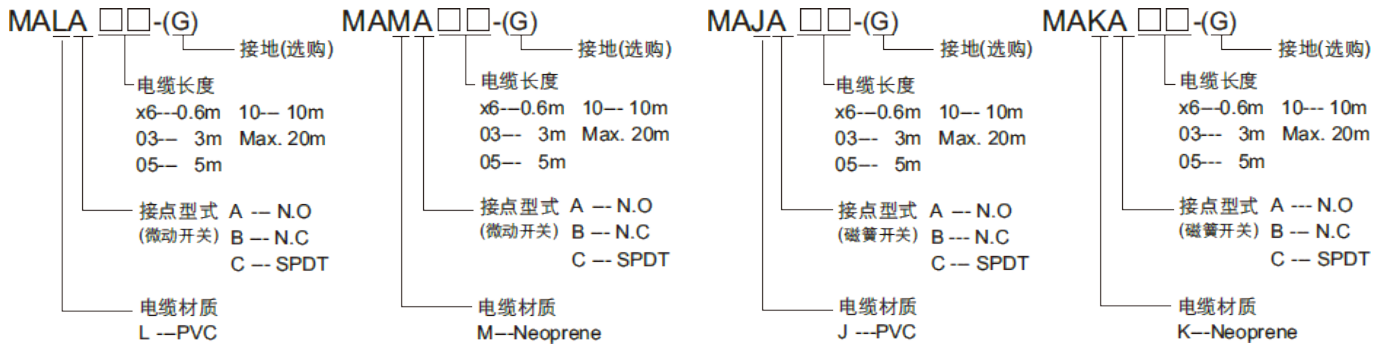 MALA □□-(G)
接地(选购)
电缆长度
x6---0.6m 10--- 10m
03--- 3m Max. 20m
05--- 5m
接点型式 A --- N.O
(微动开关) B --- N.C
C --- SPDT
电缆材质
L ---PVC
MAMA □□-(G)
接地(选购)
电缆长度
x6---0.6m 10--- 10m
03--- 3m Max. 20m
05--- 5m
接点型式 A --- N.O
(微动开关) B --- N.C
C --- SPDT
电缆材质
M---Neoprene
MAJA □□-(G)
接地(选购)
电缆长度
x6---0.6m 10--- 10m
03--- 3m Max. 20m
05--- 5m
接点型式 A --- N.O
(磁簧开关) B --- N.C
C --- SPDT
电缆材质
J ---PVC
MAKA □□-(G)
接地(选购)
电缆长度
x6---0.6m 10--- 10m
03--- 3m Max. 20m
05--- 5m
接点型式 A --- N.O
(磁簧开关) B --- N.C
C --- SPDT
电缆材质
K---Neoprene